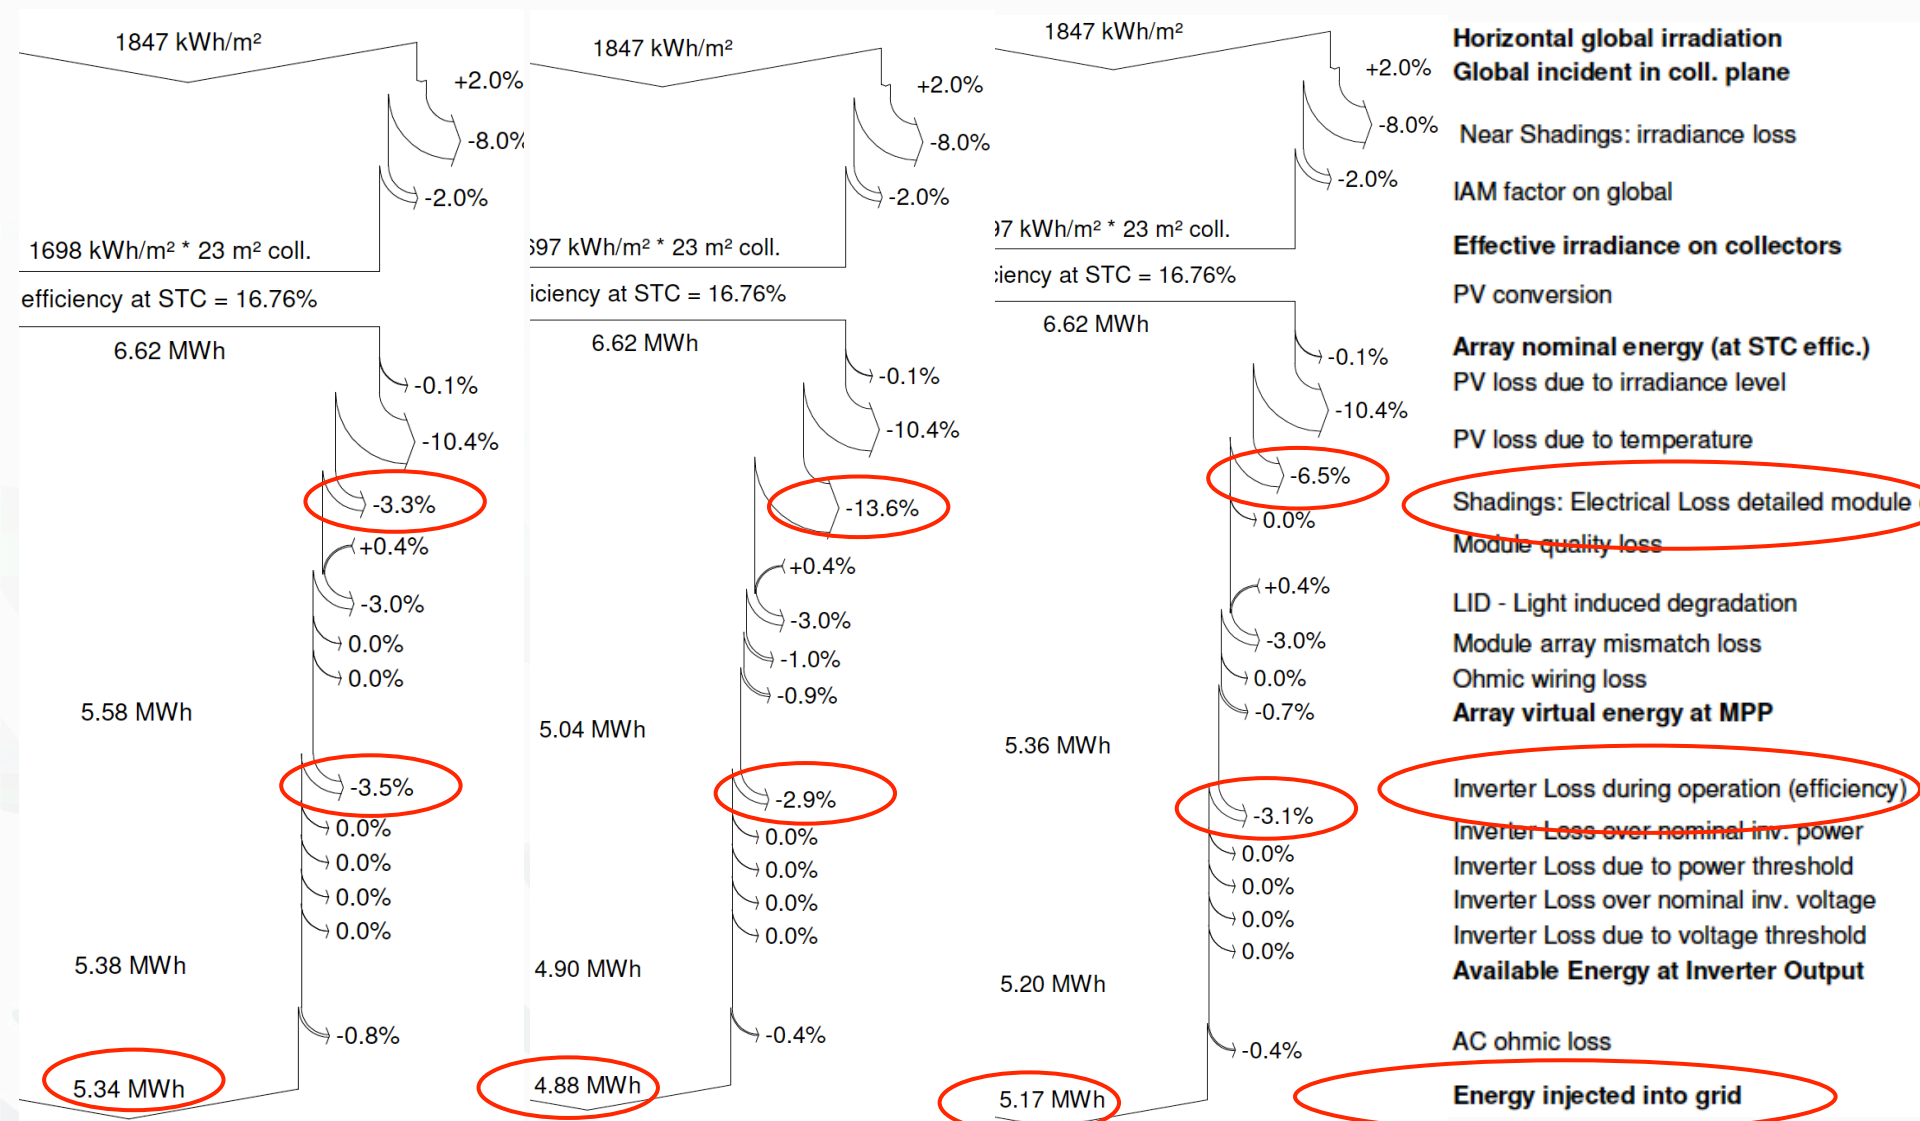 1847 kWh/m²
+2.0%
-8.0%
-2.0%
1698 kWh/m² * 23 m² coll.
efficiency at STC = 16.76%
6.62 MWh
-0.1%
-10.4%
-3.3%
+0.4%
-3.0%
0.0%
0.0%
5.58 MWh
-3.5%
0.0%
0.0%
0.0%
0.0%
5.38 MWh
-0.8%
5.34 MWh
1847 kWh/m²
+2.0%
-8.0%
-2.0%
697 kWh/m² * 23 m² coll.
iciency at STC = 16.76%
6.62 MWh
-0.1%
-10.4%
-13.6%
+0.4%
-3.0%
-1.0%
-0.9%
5.04 MWh
-2.9%
0.0%
0.0%
0.0%
0.0%
4.90 MWh
-0.4%
4.88 MWh
1847 kWh/m²
+2.0%
-8.0%
-2.0%
97 kWh/m² * 23 m² coll.
ciency at STC = 16.76%
6.62 MWh
-0.1%
-10.4%
-6.5%
0.0%
+0.4%
-3.0%
0.0%
-0.7%
5.36 MWh
-3.1%
0.0%
0.0%
0.0%
0.0%
5.20 MWh
-0.4%
5.17 MWh
Horizontal global irradiation
Global incident in coll. plane
Near Shadings: irradiance loss
IAM factor on global
Effective irradiance on collectors
PV conversion
Array nominal energy (at STC effic.)
PV loss due to irradiance level
PV loss due to temperature
Shadings: Electrical Loss detailed module
Module quality loss
LID - Light induced degradation
Module array mismatch loss
Ohmic wiring loss
Array virtual energy at MPP
Inverter Loss during operation (efficiency)
Inverter Loss over nominal inv. power
Inverter Loss due to power threshold
Inverter Loss over nominal inv. voltage
Inverter Loss due to voltage threshold
Available Energy at Inverter Output
AC ohmic loss
Energy injected into grid